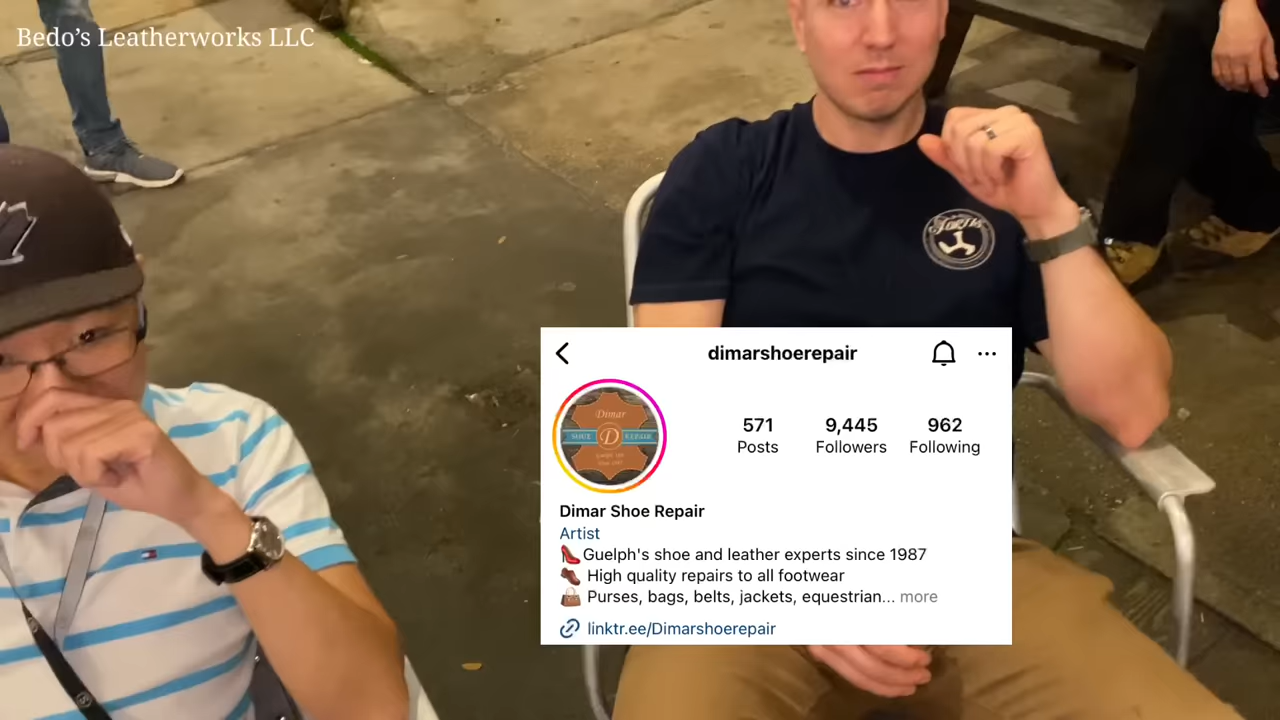 Bedo's Leatherworks LLC
dimarshoerepair
571
Posts
9,445
Followers
962
Following
Dimar
SHOE D REPAIR
Dimar Shoe Repair
Artist
Guelph's shoe and leather experts since 1987
High quality repairs to all footwear
Purses, bags, belts, jackets, equestrian... more
linktr.ee/Dimarshoerepair